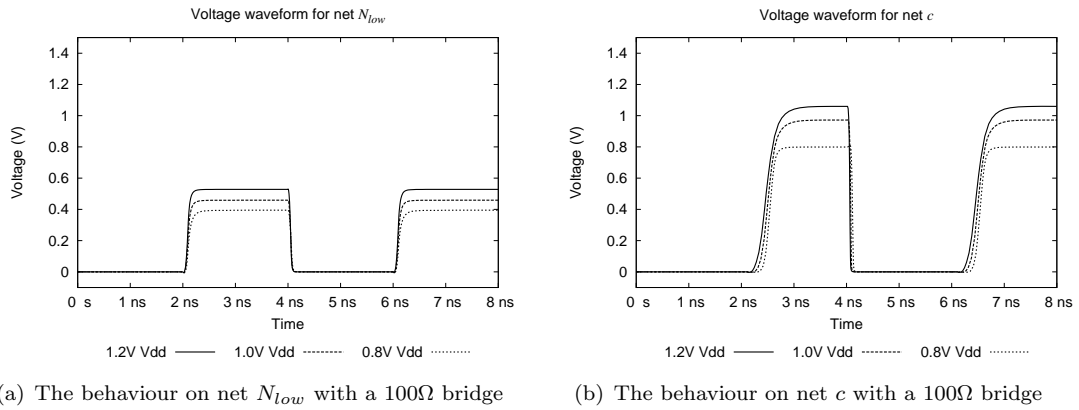 Voltage waveform for net N_low
1.4
1.2
1
0.8
0.6
0.4
0.2
0
Voltage (V)
0 s 1 ns 2 ns 3 ns 4 ns 5 ns 6 ns 7 ns 8 ns
Time
1.2V Vdd 1.0V Vdd 0.8V Vdd
(a) The behaviour on net N_low with a 100Ω bridge
Voltage waveform for net c
1.4
1.2
1
0.8
0.6
0.4
0.2
0
Voltage (V)
0 s 1 ns 2 ns 3 ns 4 ns 5 ns 6 ns 7 ns 8 ns
Time
1.2V Vdd 1.0V Vdd 0.8V Vdd
(b) The behaviour on net c with a 100Ω bridge